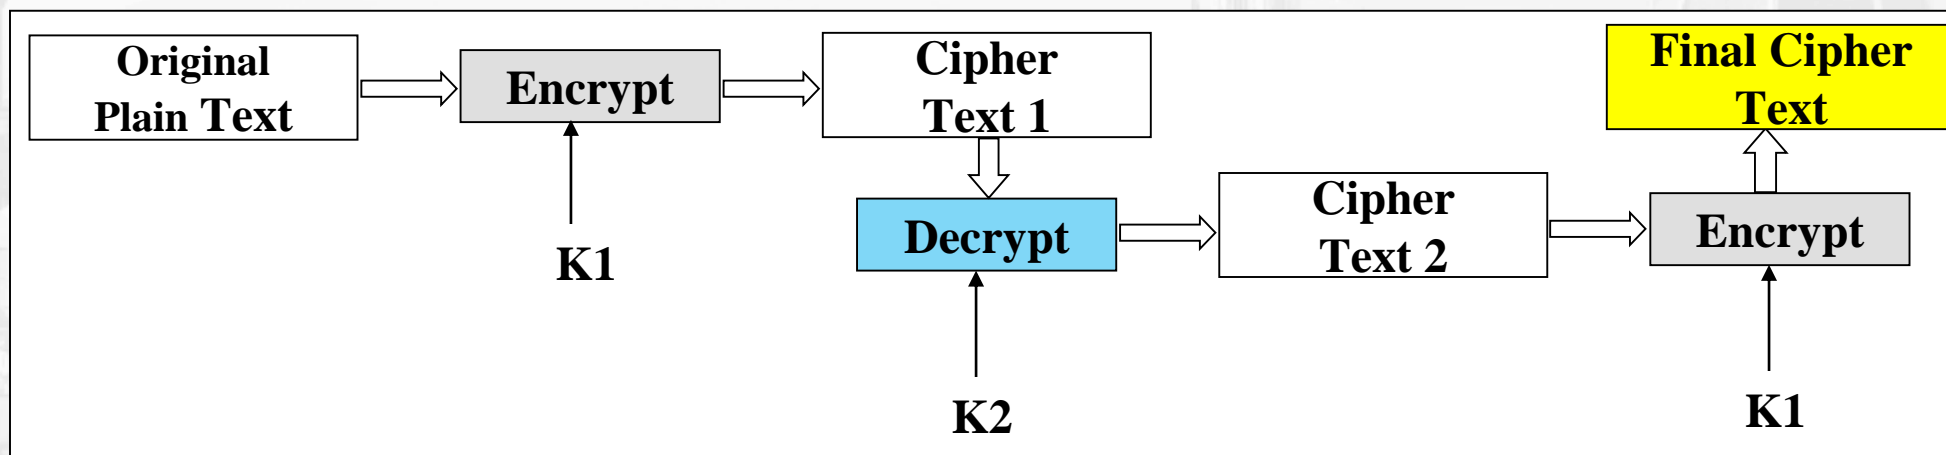 Original
Plain Text
Encrypt
K1
Cipher
Text 1
Decrypt
K2
Cipher
Text 2
Encrypt
K1
Final Cipher
Text